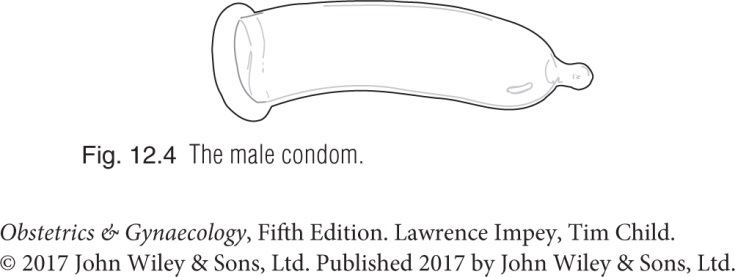 Fig. 12.4 The male condom.
Obstetrics & Gynaecology, Fifth Edition. Lawrence Impey, Tim Child.
© 2017 John Wiley & Sons, Ltd. Published 2017 by John Wiley & Sons, Ltd.